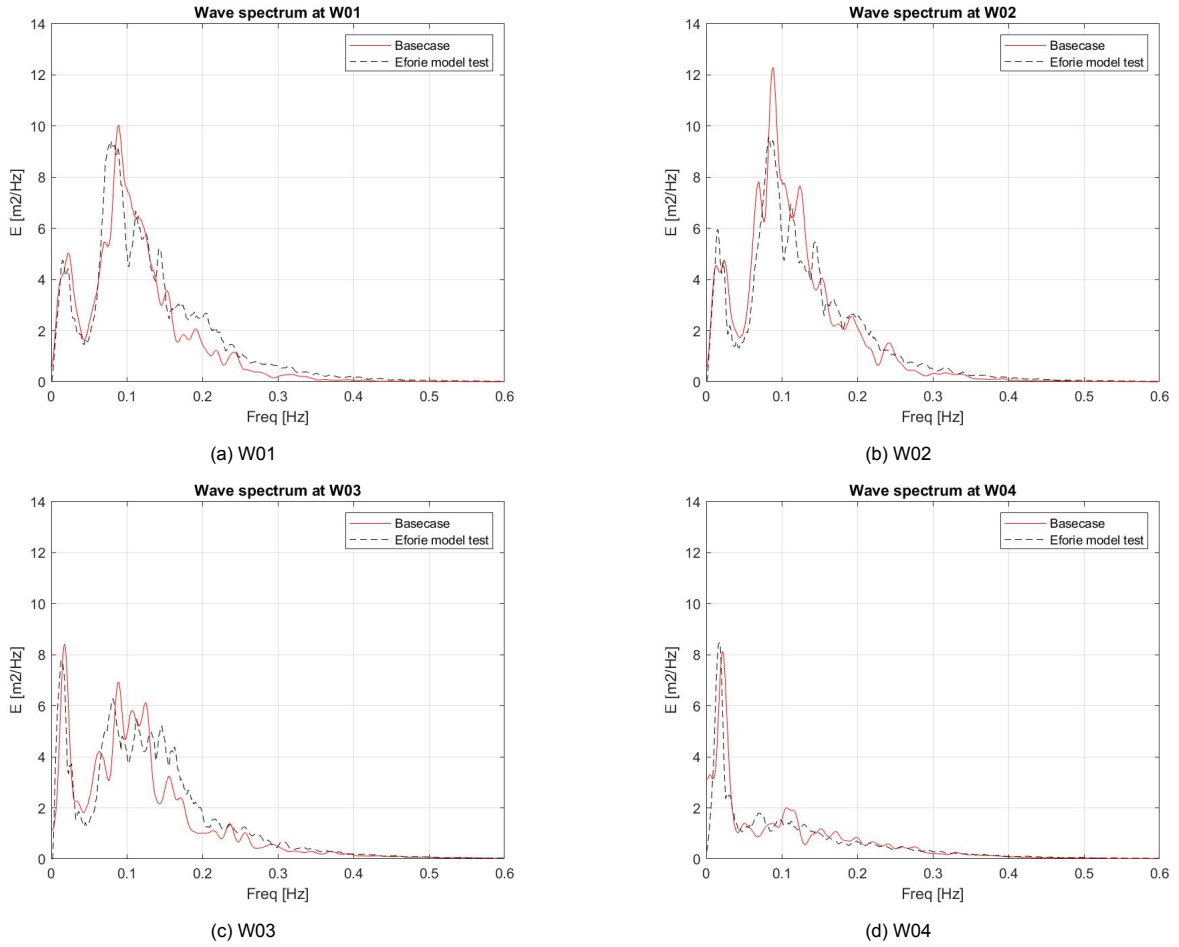 Wave spectrum at W01
14
12
10
8
6
4
2
0
E [m2/Hz]
Basecase
Eforie model test
0 0.1 0.2 0.3 0.4 0.5 0.6
Freq [Hz]
(a) W01
Wave spectrum at W02
14
12
10
8
6
4
2
0
E [m2/Hz]
Basecase
Eforie model test
0 0.1 0.2 0.3 0.4 0.5 0.6
Freq [Hz]
(b) W02
Wave spectrum at W03
14
12
10
8
6
4
2
0
E [m2/Hz]
Basecase
Eforie model test
0 0.1 0.2 0.3 0.4 0.5 0.6
Freq [Hz]
(c) W03
Wave spectrum at W04
14
12
10
8
6
4
2
0
E [m2/Hz]
Basecase
Eforie model test
0 0.1 0.2 0.3 0.4 0.5 0.6
Freq [Hz]
(d) W04